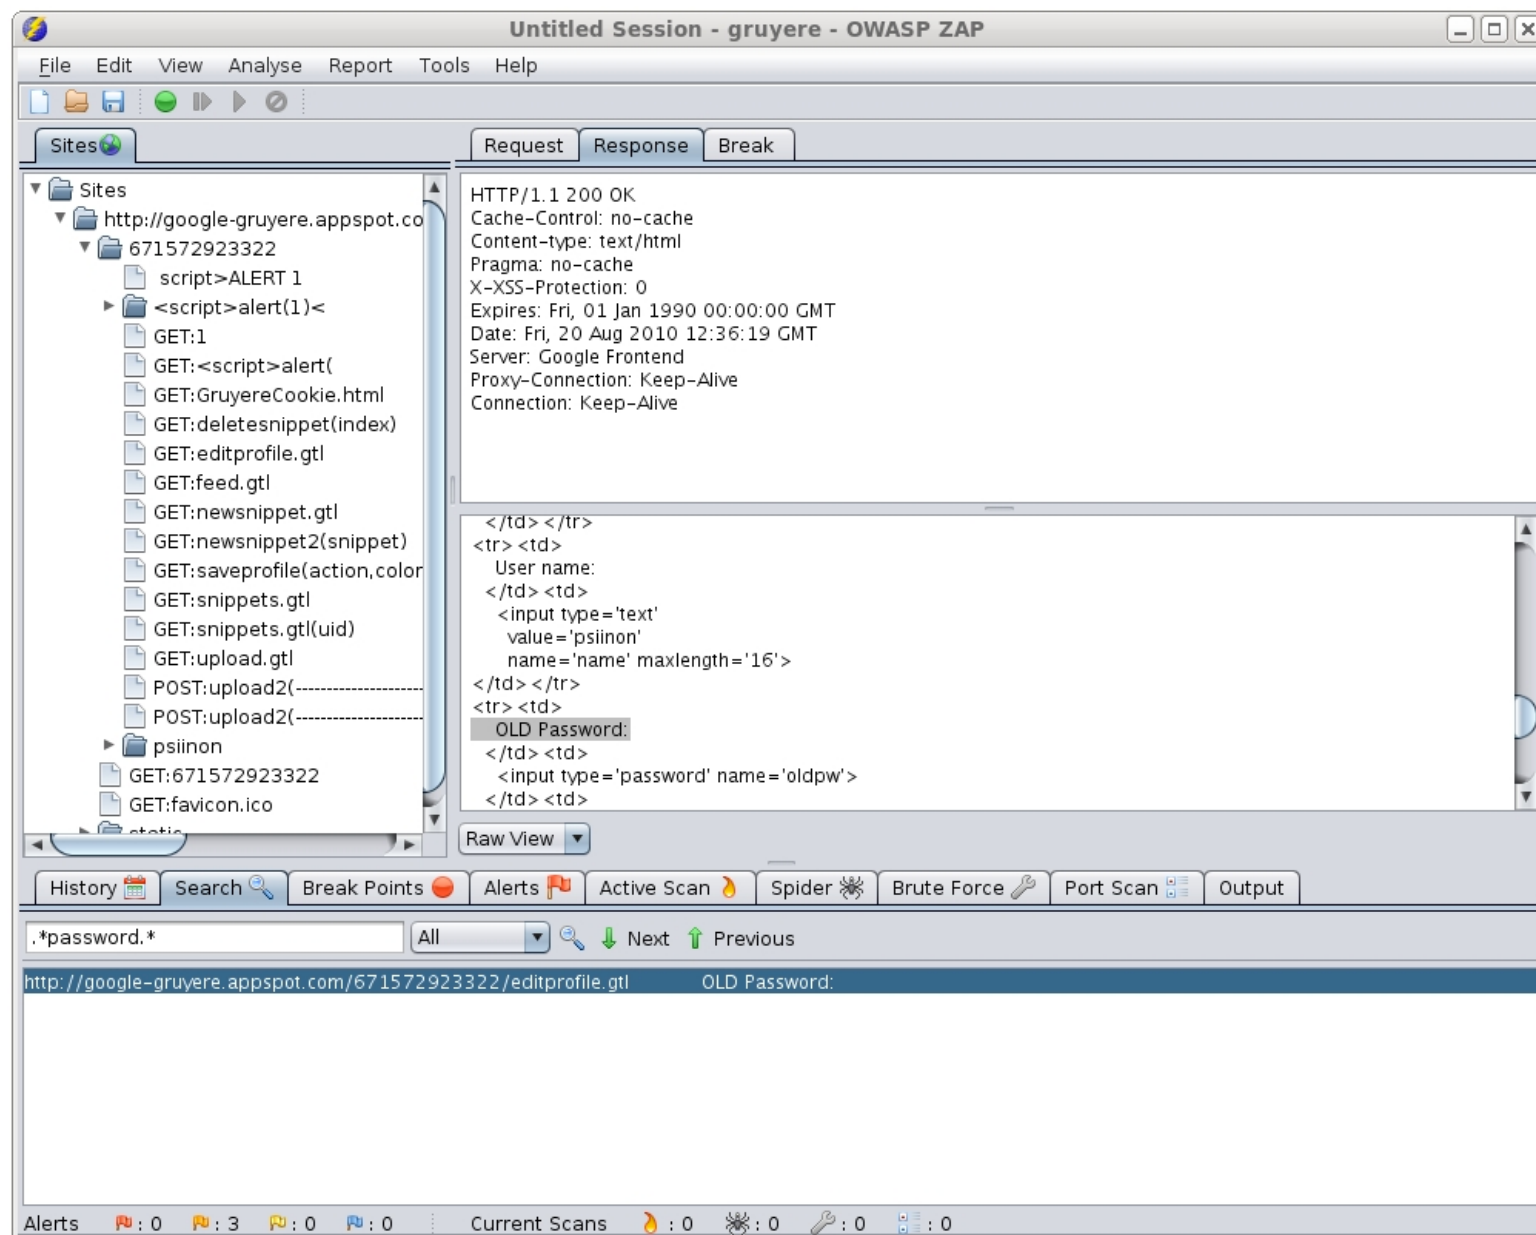 Untitled Session - gruyere - OWASP ZAP
File Edit View Analyse Report Tools Help
Sites
Sites
http://google-gruyere.appspot.co
671572923322
script>ALERT 1
<script>alert(1)<
GET:1
GET:<script>alert(
GET:GruyereCookie.html
GET:deletesnippet(index)
GET:editprofile.gtl
GET:feed.gtl
GET:newsnippet.gtl
GET:newsnippet2(snippet)
GET:saveprofile(action,color
GET:snippets.gtl
GET:snippets.gtl(uid)
GET:upload.gtl
POST:upload2(---------------------
POST:upload2(---------------------
psiinon
GET:671572923322
GET:favicon.ico
static
Request Response Break
HTTP/1.1 200 OK
Cache-Control: no-cache
Content-type: text/html
Pragma: no-cache
X-XSS-Protection: 0
Expires: Fri, 01 Jan 1990 00:00:00 GMT
Date: Fri, 20 Aug 2010 12:36:19 GMT
Server: Google Frontend
Proxy-Connection: Keep-Alive
Connection: Keep-Alive
</td> </tr>
<tr> <td>
User name:
</td> <td>
<input type='text'
value='psiinon'
name='name' maxlength='16'>
</td> </tr>
<tr> <td>
OLD Password:
</td> <td>
<input type='password' name='oldpw'>
</td> <td>
Raw View
History Search Break Points Alerts Active Scan Spider Brute Force Port Scan Output
.*password.* All Next Previous
http://google-gruyere.appspot.com/671572923322/editprofile.gtl OLD Password:
Alerts : 0 : 3 : 0 : 0 Current Scans : 0 : 0 : 0 : 0